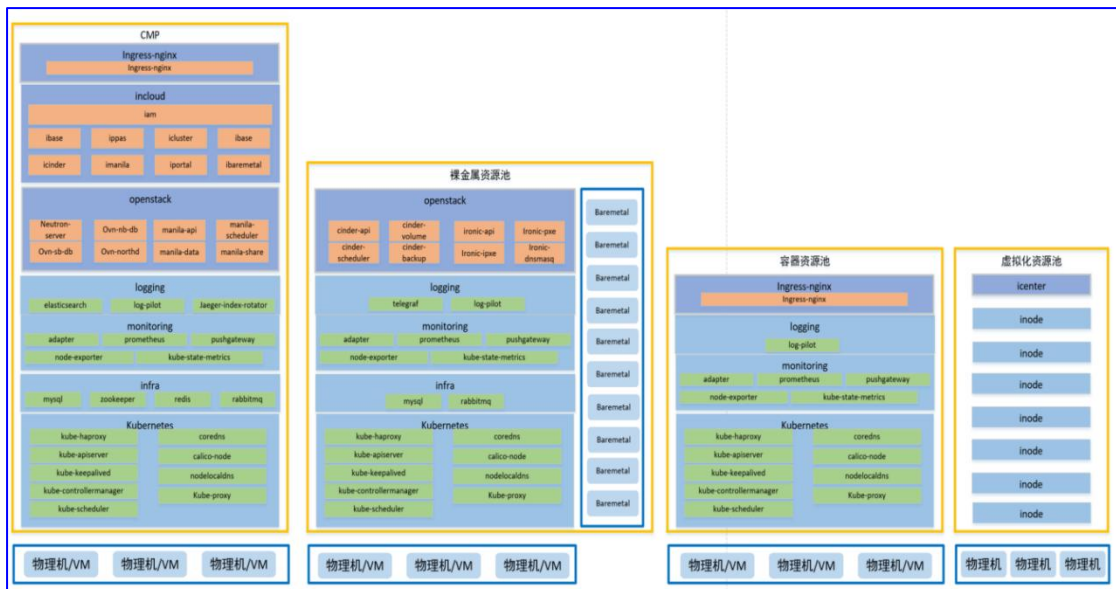 CMP
Ingress-nginx
Ingress-nginx
incloud
iam
ibase ippas icluster ibase
icinder imanila iportal ibaremetal
openstack
Neutron-server Ovn-nb-db manila-api manila-scheduler
Ovn-sb-db Ovn-northd manila-data manila-share
logging
elasticsearch log-pilot Jaeger-index-rotator
monitoring
adapter prometheus pushgateway
node-exporter kube-state-metrics
infra
mysql zookeeper redis rabbitmq
Kubernetes
kube-haproxy coredns
kube-apiserver calico-node
kube-keepalived nodelocaldns
kube-controllermanager Kube-proxy
kube-scheduler
物理机/VM 物理机/VM 物理机/VM
裸金属资源池
openstack
cinder-api cinder-volume ironic-api Ironic-pxe
cinder-scheduler cinder-backup Ironic-ipxe Ironic-dnsmasq
logging
telegraf log-pilot
monitoring
adapter prometheus pushgateway
node-exporter kube-state-metrics
infra
mysql rabbitmq
Kubernetes
kube-haproxy coredns
kube-apiserver calico-node
kube-keepalived nodelocaldns
kube-controllermanager Kube-proxy
kube-scheduler
Baremetal
Baremetal
Baremetal
Baremetal
Baremetal
Baremetal
Baremetal
Baremetal
Baremetal
Baremetal
物理机/VM 物理机/VM 物理机/VM
容器资源池
Ingress-nginx
Ingress-nginx
logging
log-pilot
monitoring
adapter prometheus pushgateway
node-exporter kube-state-metrics
Kubernetes
kube-haproxy coredns
kube-apiserver calico-node
kube-keepalived nodelocaldns
kube-controllermanager Kube-proxy
kube-scheduler
物理机/VM 物理机/VM 物理机/VM
虚拟化资源池
icenter
inode
inode
inode
inode
inode
inode
inode
物理机 物理机 物理机